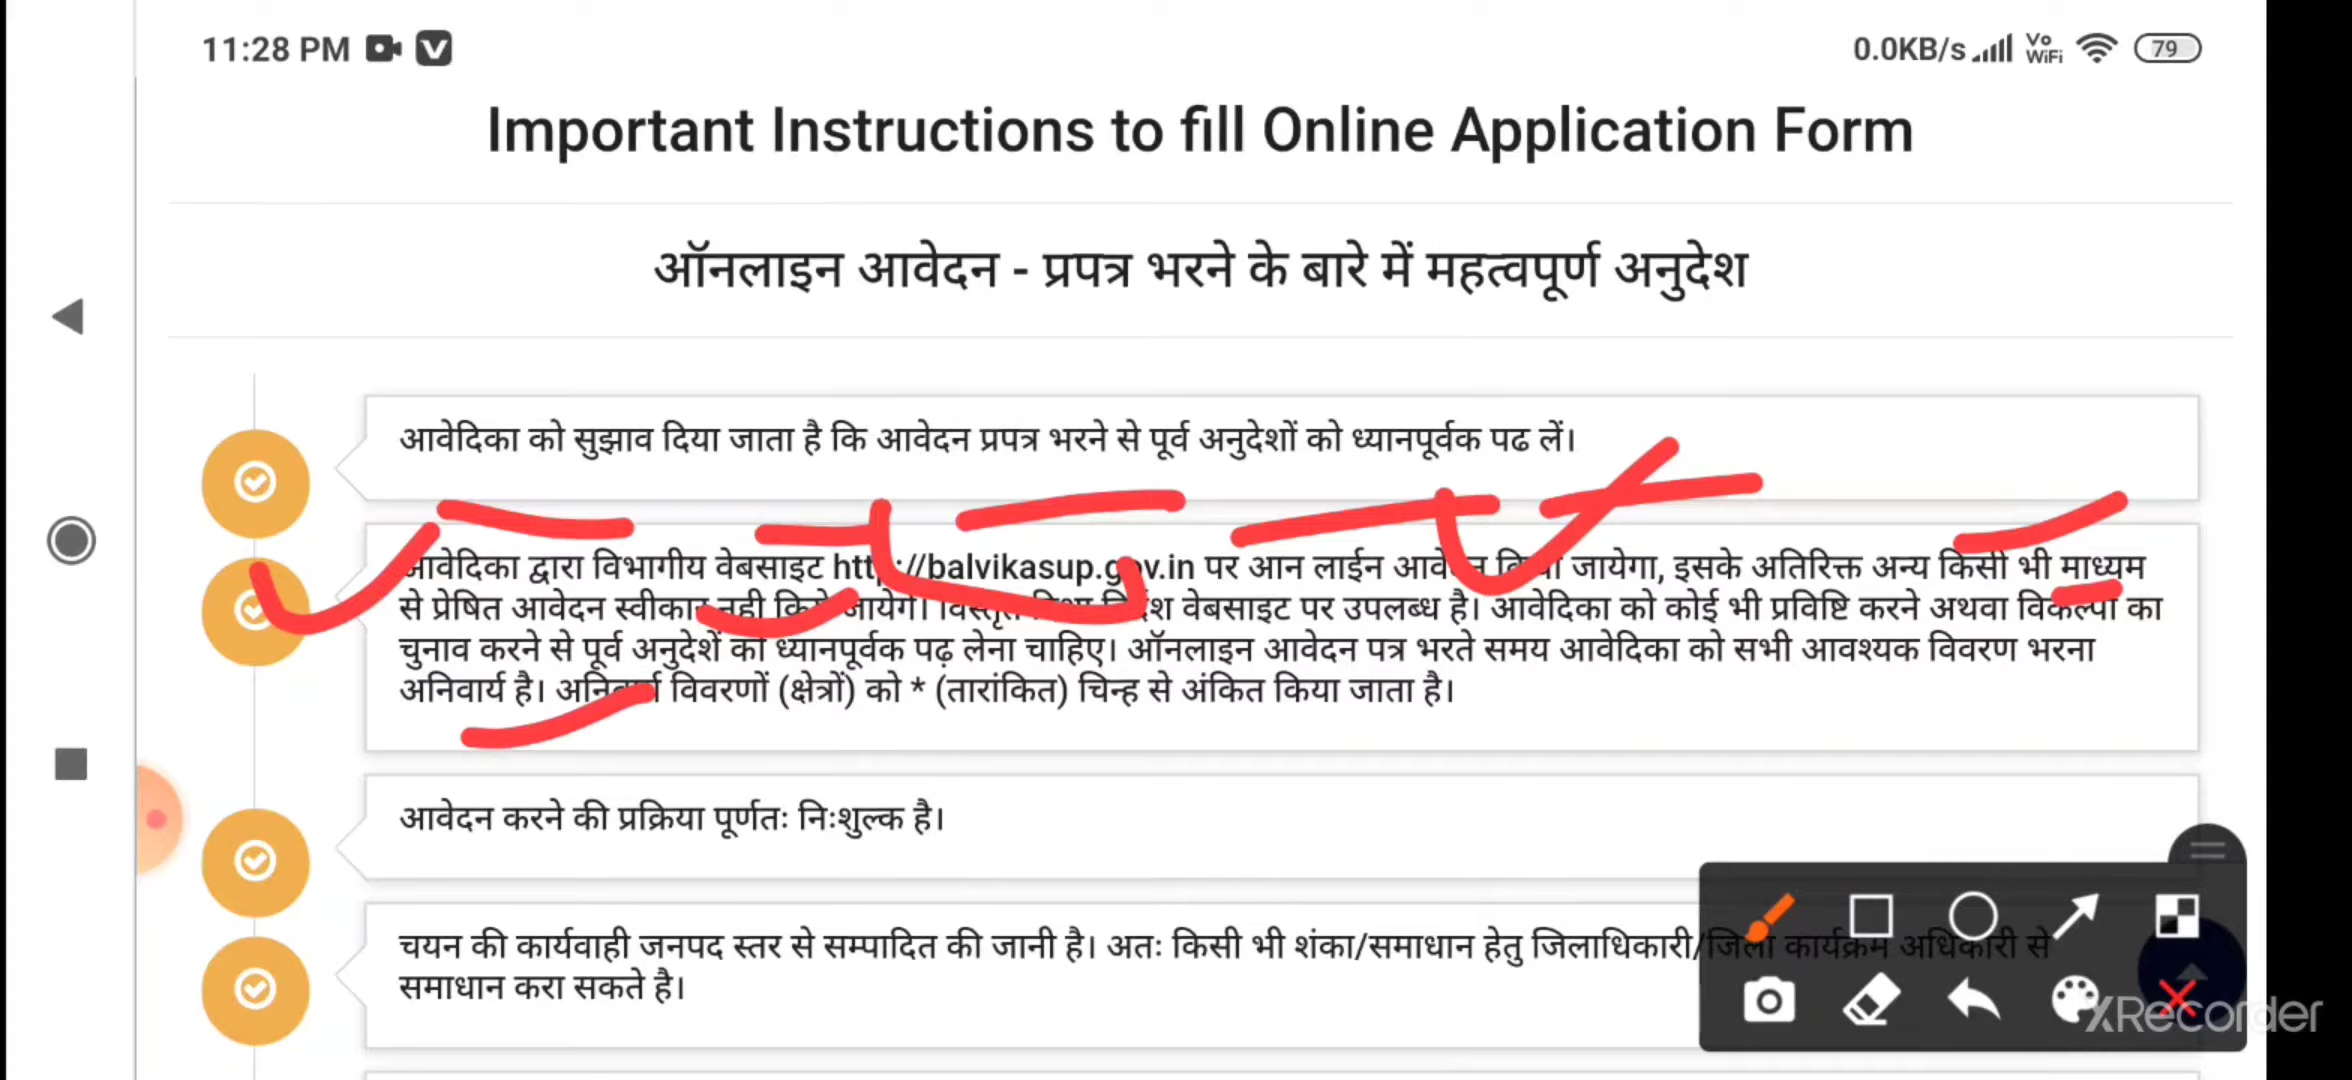 11:28 PM
0.0KB/s Vo WiFi 79
Important Instructions to fill Online Application Form
ऑनलाइन आवेदन - प्रपत्र भरने के बारे में महत्वपूर्ण अनुदेश
आवेदिका को सुझाव दिया जाता है कि आवेदन प्रपत्र भरने से पूर्व अनुदेशों को ध्यानपूर्वक पढ लें।
आवेदिका द्वारा विभागीय वेबसाइट http://balvikasup.gov.in पर आन लाईन आवेदन किया जायेगा, इसके अतिरिक्त अन्य किसी भी माध्यम
से प्रेषित आवेदन स्वीकार नही किये जायेगे। विस्तृत निर्देश वेबसाइट पर उपलब्ध है। आवेदिका को कोई भी प्रविष्टि करने अथवा विकल्पों का
चुनाव करने से पूर्व अनुदेशें को ध्यानपूर्वक पढ़ लेना चाहिए। ऑनलाइन आवेदन पत्र भरते समय आवेदिका को सभी आवश्यक विवरण भरना
अनिवार्य है। अनिवार्य विवरणों (क्षेत्रों) को * (तारांकित) चिन्ह से अंकित किया जाता है।
आवेदन करने की प्रक्रिया पूर्णतः निःशुल्क है।
चयन की कार्यवाही जनपद स्तर से सम्पादित की जानी है। अतः किसी भी शंका/समाधान हेतु जिलाधिकारी/जिला कार्यक्रम अधिकारी से
समाधान करा सकते है।
XRecorder